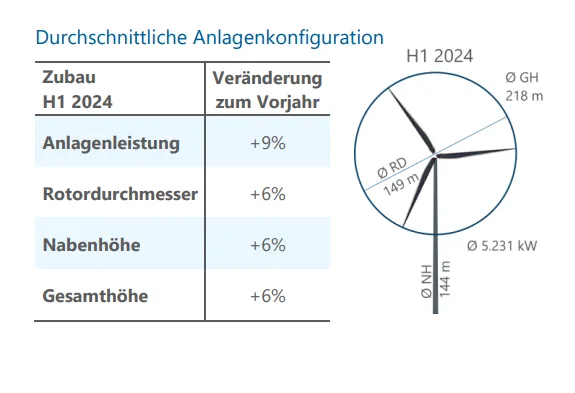 Durchschnittliche Anlagenkonfiguration
Zubau
H1 2024
Veränderung
zum Vorjahr
Anlagenleistung +9%
Rotordurchmesser +6%
Nabenhöhe +6%
Gesamthöhe +6%
H1 2024
Ø GH
218 m
Ø RD
149 m
Ø 5.231 kW
Ø NH
144 m